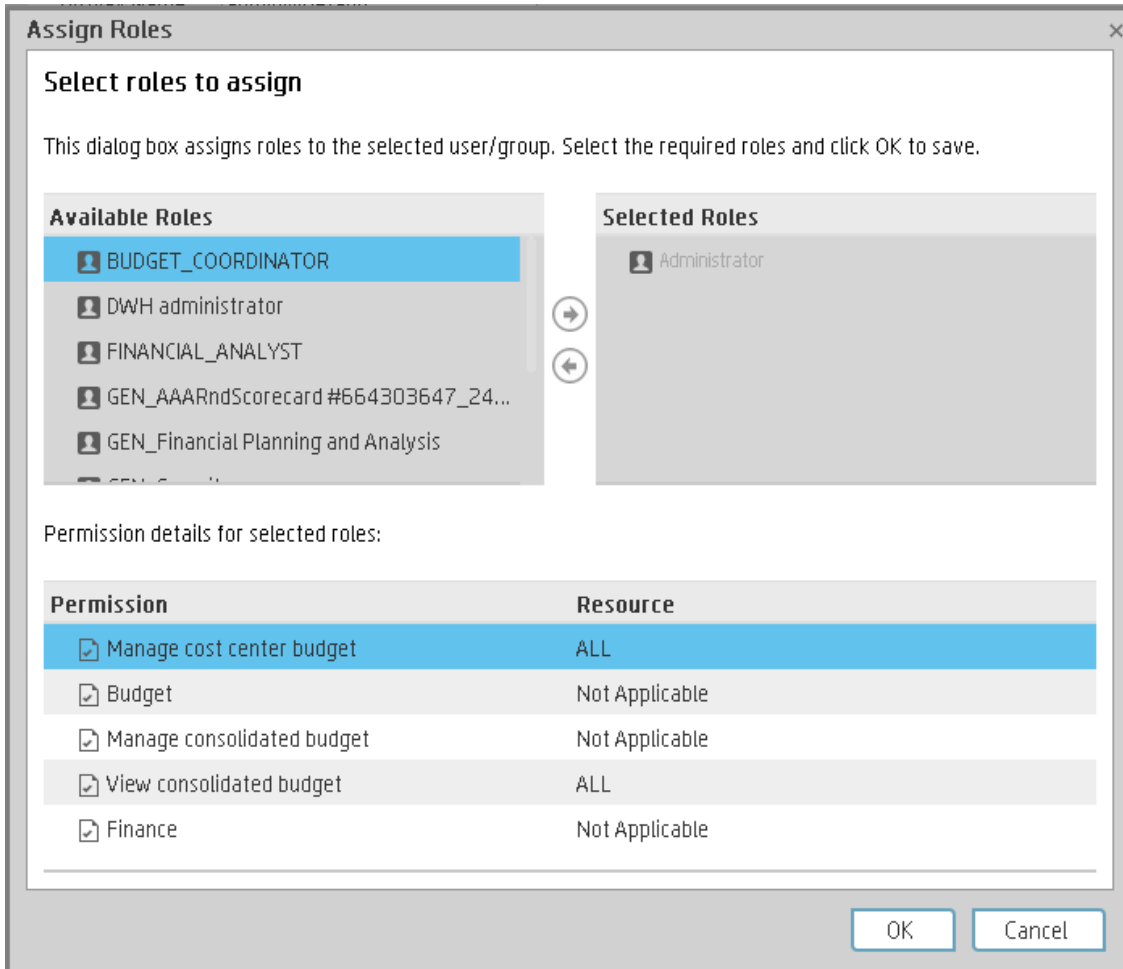 Assign Roles
Select roles to assign
This dialog box assigns roles to the selected user/group. Select the required roles and click OK to save.
Available Roles
BUDGET_COORDINATOR
DWH administrator
FINANCIAL_ANALYST
GEN_AAARndScorecard #664303647_24...
GEN_Financial Planning and Analysis
Selected Roles
Administrator
Permission details for selected roles:
Permission Resource
Manage cost center budget ALL
Budget Not Applicable
Manage consolidated budget Not Applicable
View consolidated budget ALL
Finance Not Applicable
OK Cancel